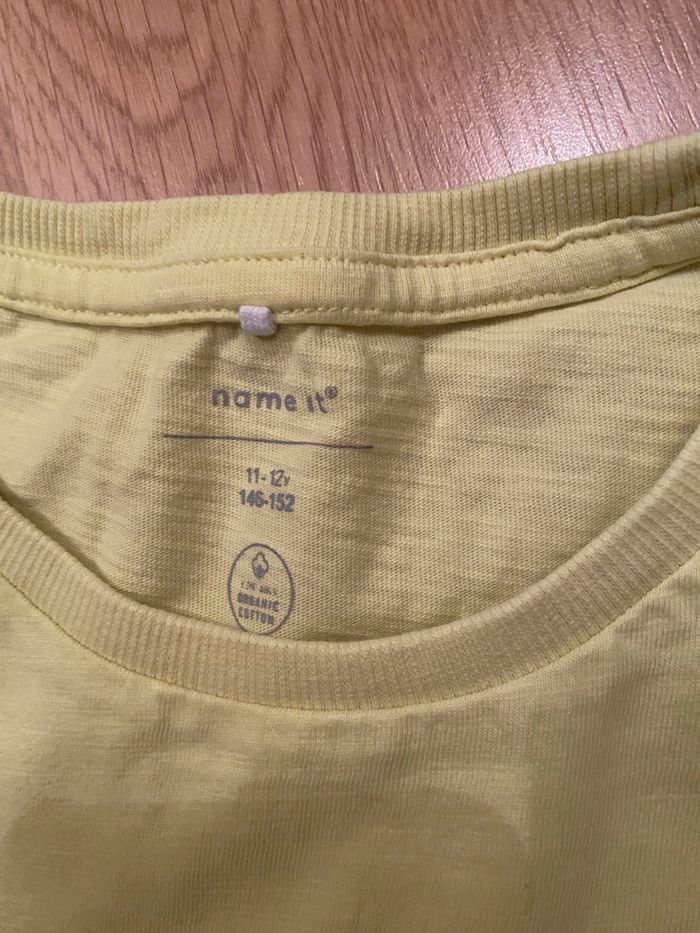 name it®
11-12Y
146-152
ORGANIC
COTTON